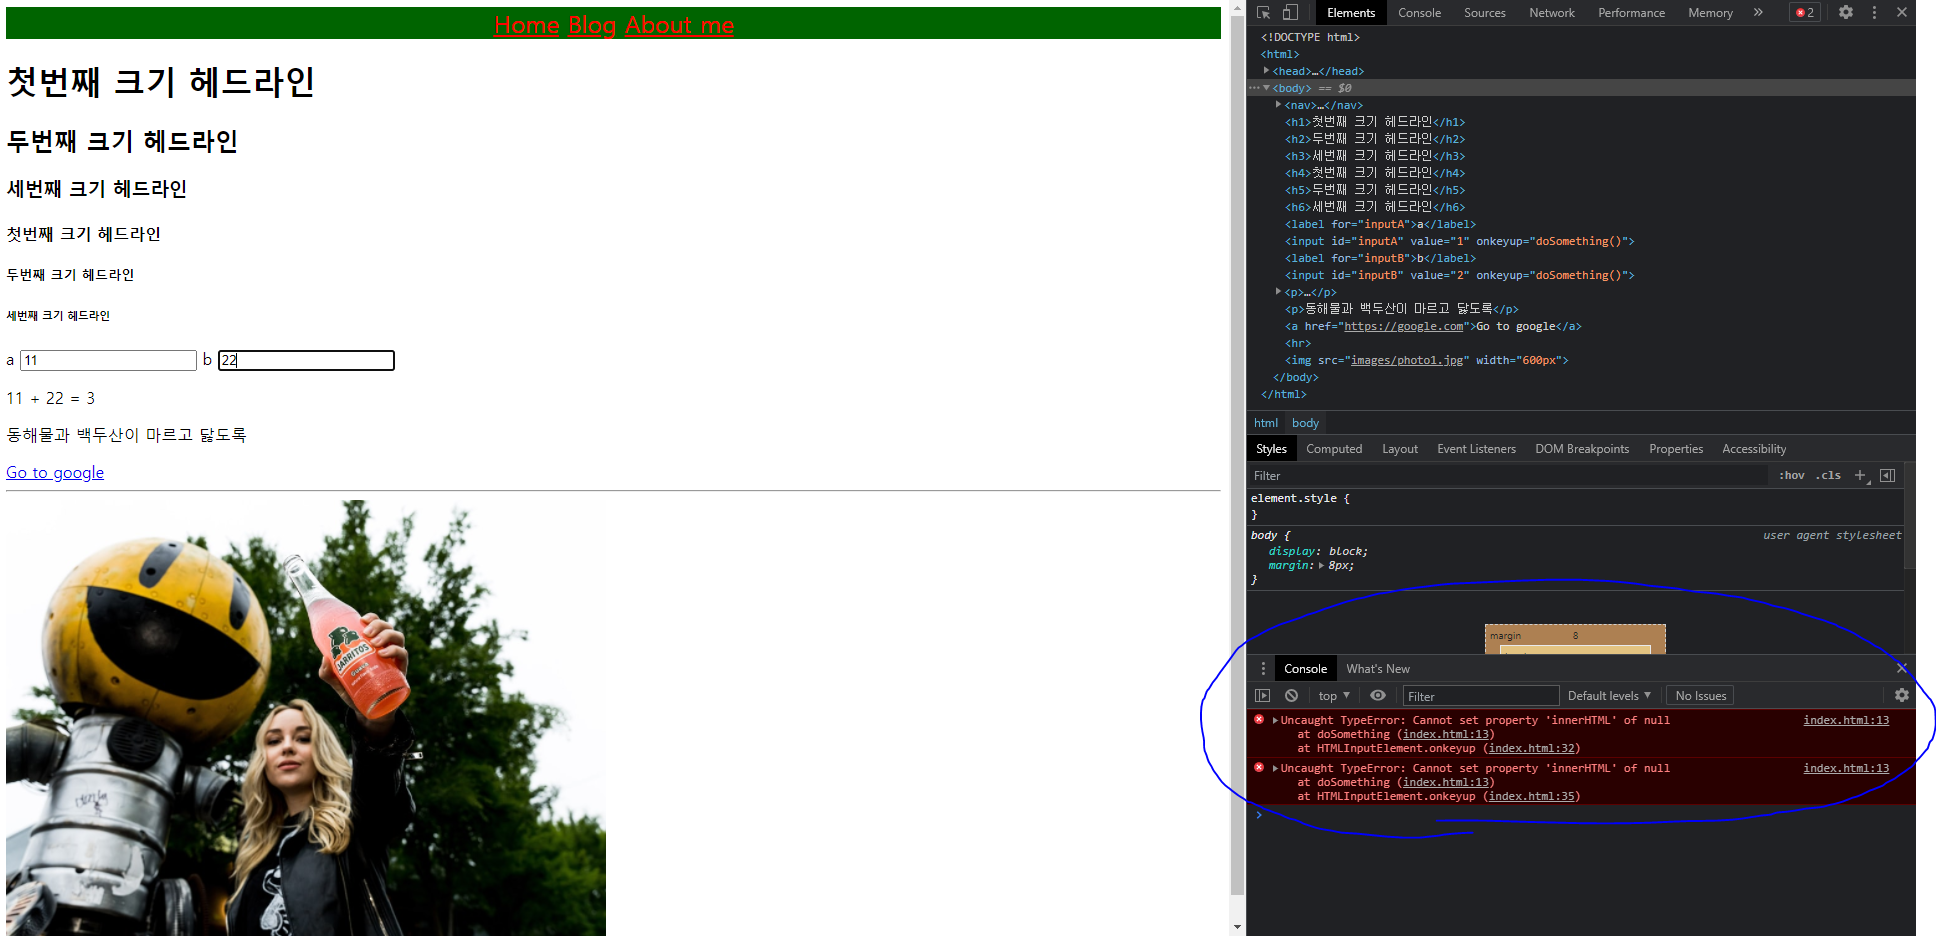 Home Blog About me
첫번째 크기 헤드라인
두번째 크기 헤드라인
세번째 크기 헤드라인
첫번째 크기 헤드라인
두번째 크기 헤드라인
세번째 크기 헤드라인
a 11 b 22
11 + 22 = 3
동해물과 백두산이 마르고 닳도록
Go to google
JARRITOS
Elements Console Sources Network Performance Memory » 2
<!DOCTYPE html>
<html>
<head>…</head>
<body> == $0
<nav>…</nav>
<h1>첫번째 크기 헤드라인</h1>
<h2>두번째 크기 헤드라인</h2>
<h3>세번째 크기 헤드라인</h3>
<h4>첫번째 크기 헤드라인</h4>
<h5>두번째 크기 헤드라인</h5>
<h6>세번째 크기 헤드라인</h6>
<label for="inputA">a</label>
<input id="inputA" value="1" onkeyup="doSomething()">
<label for="inputB">b</label>
<input id="inputB" value="2" onkeyup="doSomething()">
<p>…</p>
<p>동해물과 백두산이 마르고 닳도록</p>
<a href="https://google.com">Go to google</a>
<hr>
<img src="images/photo1.jpg" width="600px">
</body>
</html>
html body
Styles Computed Layout Event Listeners DOM Breakpoints Properties Accessibility
Filter :hov .cls +
element.style {
}
body { user agent stylesheet
display: block;
margin: 8px;
}
margin 8
Console What's New
top Filter Default levels No Issues
Uncaught TypeError: Cannot set property 'innerHTML' of null index.html:13
at doSomething (index.html:13)
at HTMLInputElement.onkeyup (index.html:32)
Uncaught TypeError: Cannot set property 'innerHTML' of null index.html:13
at doSomething (index.html:13)
at HTMLInputElement.onkeyup (index.html:35)